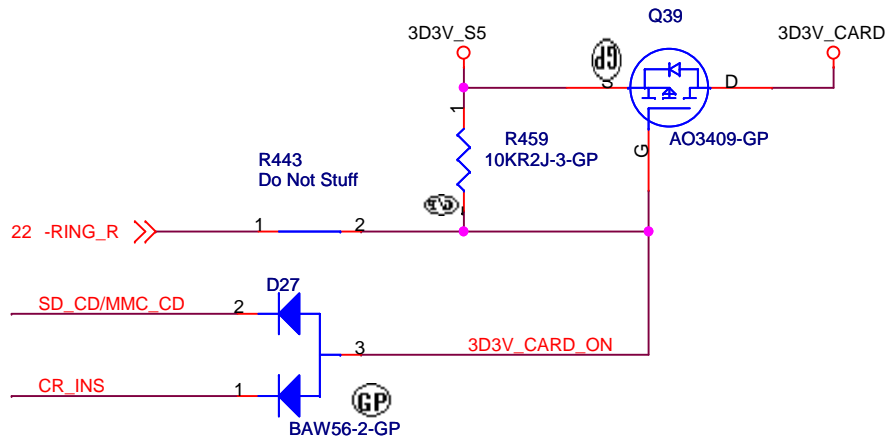 Q39
3D3V_S5
3D3V_CARD
GP
S
D
1
R459
10KR2J-3-GP
G
AO3409-GP
R443
Do Not Stuff
22 -RING_R
1
2
D27
SD_CD/MMC_CD
2
3
3D3V_CARD_ON
CR_INS
1
GP
BAW56-2-GP